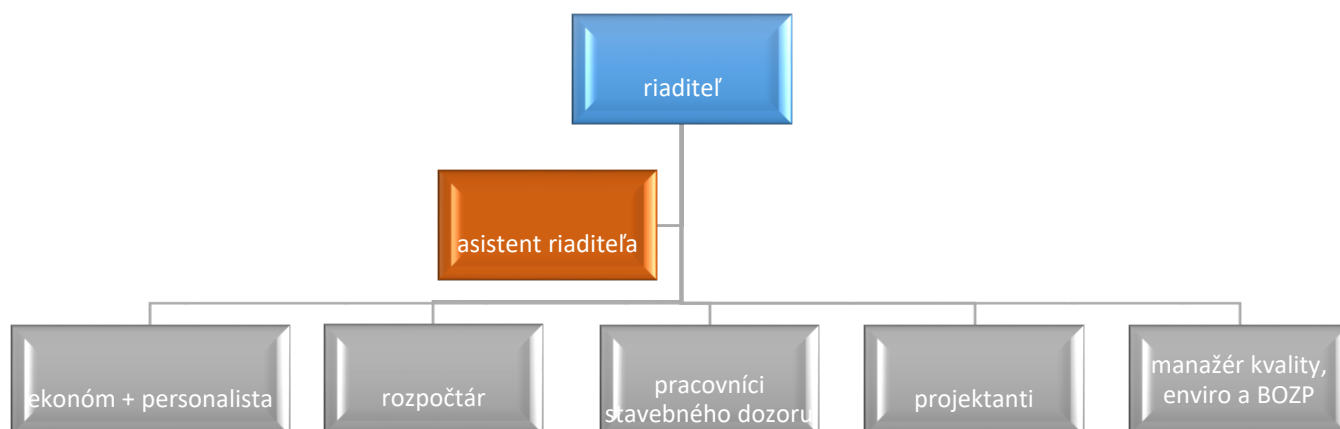 riaditeľ
asistent riaditeľa
ekonóm + personalista
rozpočtár
pracovníci
stavebného dozoru
projektanti
manažér kvality,
enviro a BOZP